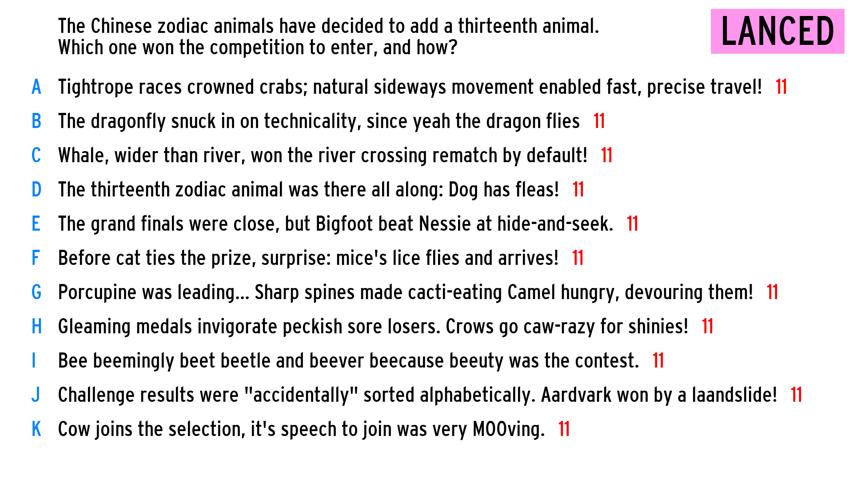 The Chinese zodiac animals have decided to add a thirteenth animal.
Which one won the competition to enter, and how?
LANCED
A Tightrope races crowned crabs; natural sideways movement enabled fast, precise travel! 11
B The dragonfly snuck in on technicality, since yeah the dragon flies 11
C Whale, wider than river, won the river crossing rematch by default! 11
D The thirteenth zodiac animal was there all along: Dog has fleas! 11
E The grand finals were close, but Bigfoot beat Nessie at hide-and-seek. 11
F Before cat ties the prize, surprise: mice's lice flies and arrives! 11
G Porcupine was leading... Sharp spines made cacti-eating Camel hungry, devouring them! 11
H Gleaming medals invigorate peckish sore losers. Crows go caw-razy for shinies! 11
I Bee beemingly beet beetle and beever beecause beeuty was the contest. 11
J Challenge results were "accidentally" sorted alphabetically. Aardvark won by a laandslide! 11
K Cow joins the selection, it's speech to join was very MOOving. 11